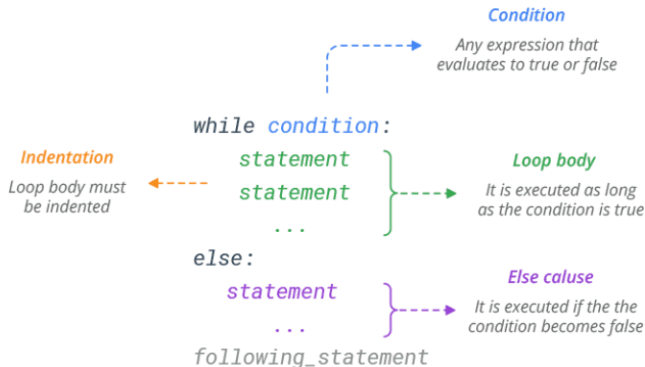 Condition
Any expression that
evaluates to true or false
while condition:
Indentation
Loop body must
be indented
statement
statement
...
Loop body
It is executed as long
as the condition is true
else:
statement
...
Else caluse
It is executed if the the
condition becomes false
following_statement